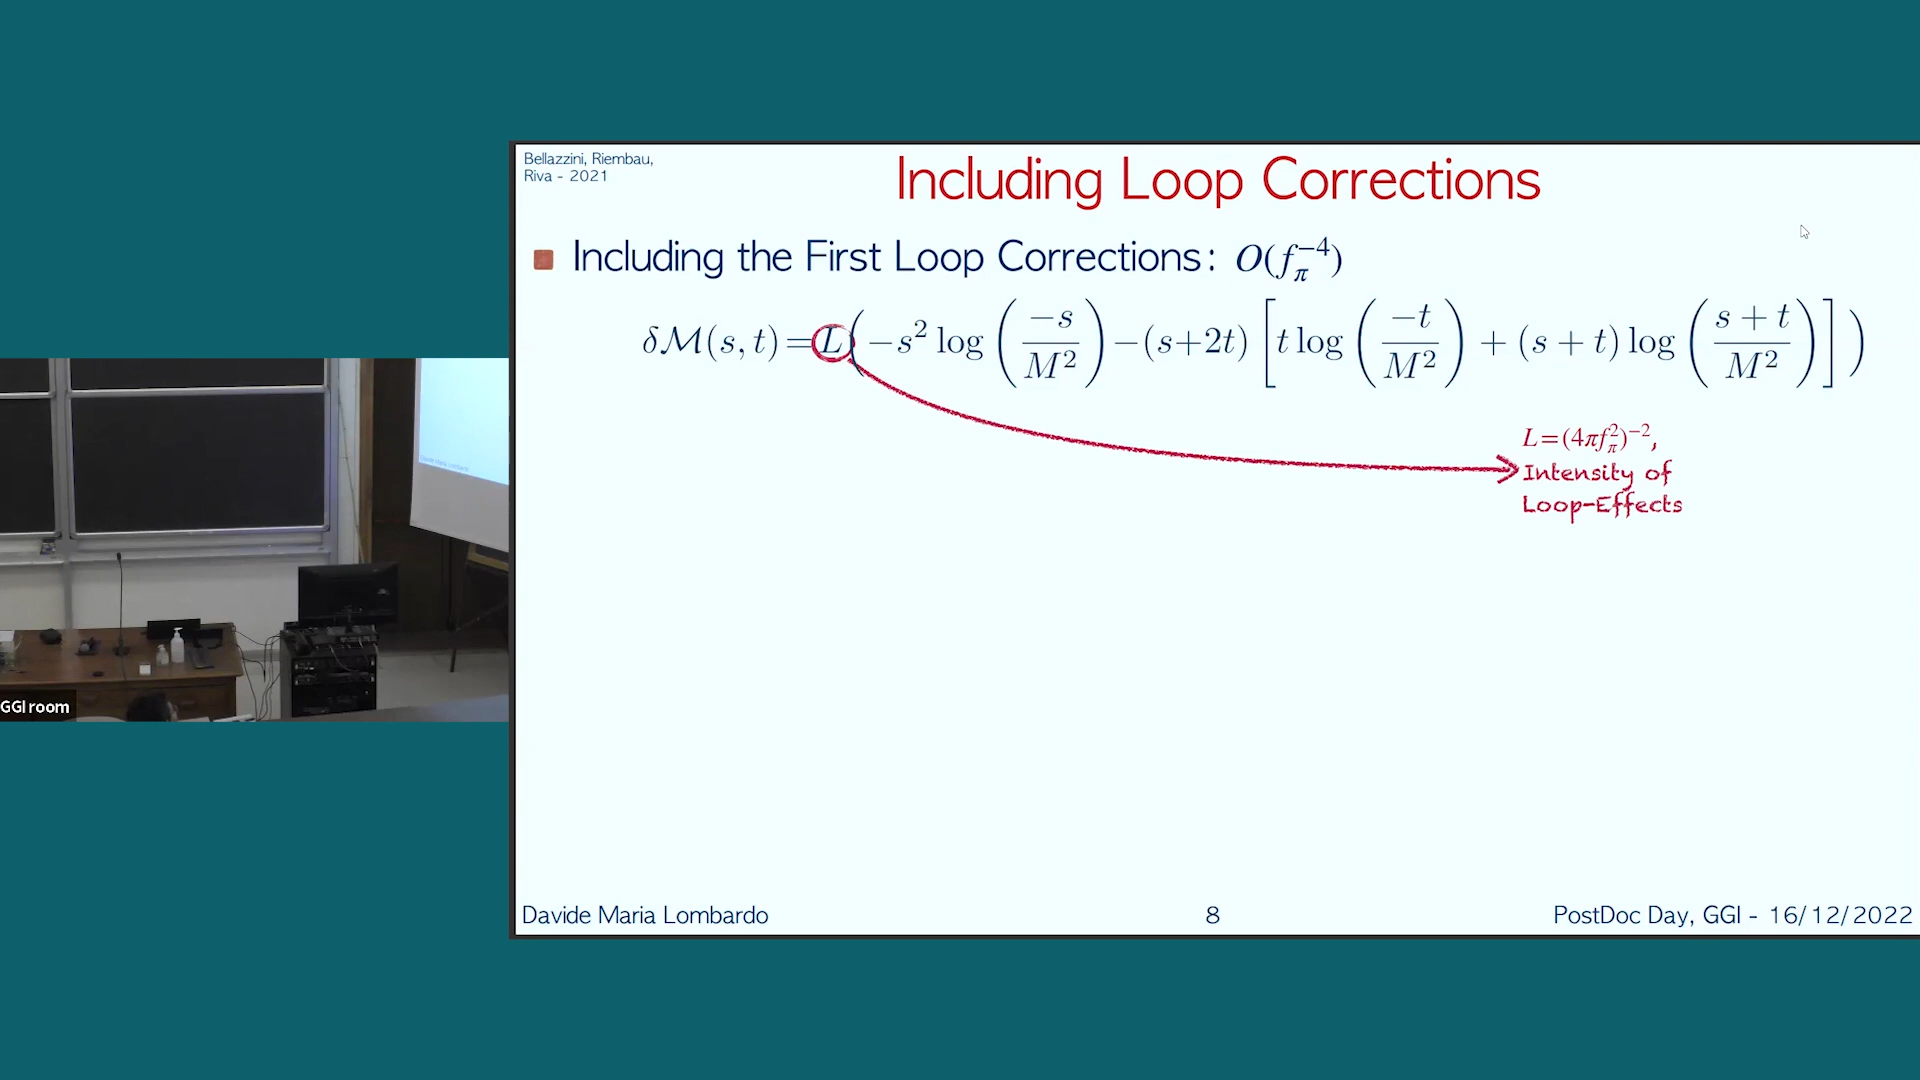 Bellazzini, Riembau,
Riva - 2021
Including Loop Corrections
Including the First Loop Corrections: O(f_π^{-4})
δℳ(s, t) = L(−s² log(−s/M²) −(s+2t) [t log(−t/M²) + (s + t) log(s + t/M²)])
L=(4πf_π²)^{−2},
Intensity of
Loop-Effects
Davide Maria Lombardo
8
PostDoc Day, GGI - 16/12/2022
GGI room